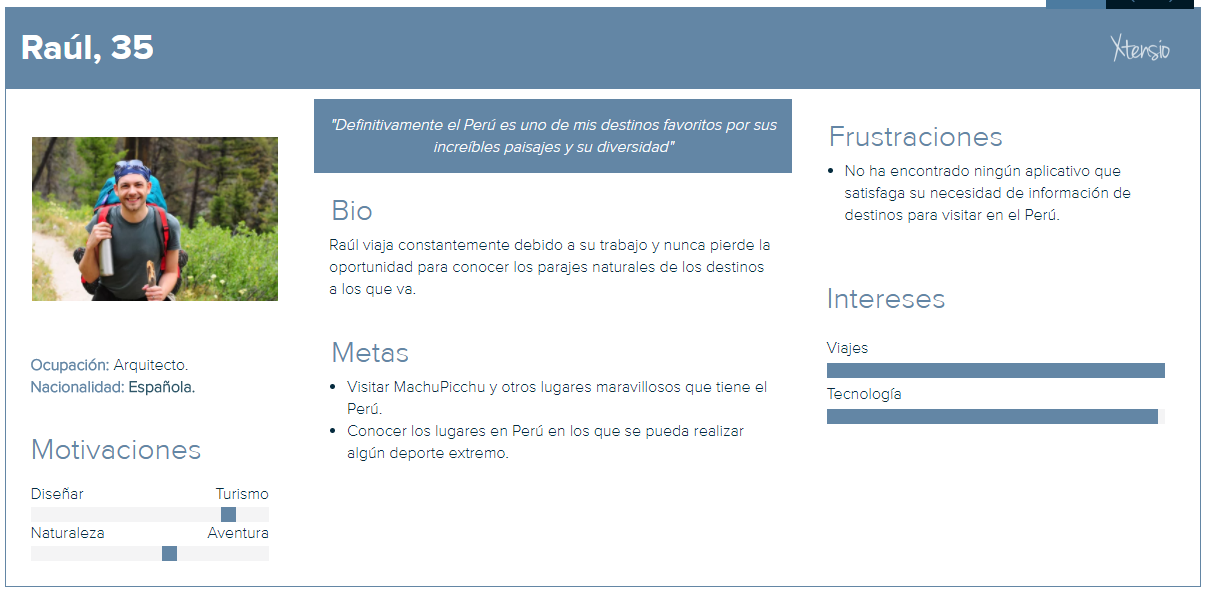 Raúl, 35
Xtensio
"Definitivamente el Perú es uno de mis destinos favoritos por sus
increíbles paisajes y su diversidad"
Ocupación: Arquitecto.
Nacionalidad: Española.
Motivaciones
Diseñar Turismo
Naturaleza Aventura
Bio
Raúl viaja constantemente debido a su trabajo y nunca pierde la
oportunidad para conocer los parajes naturales de los destinos
a los que va.
Metas
• Visitar MachuPicchu y otros lugares maravillosos que tiene el
Perú.
• Conocer los lugares en Perú en los que se pueda realizar
algún deporte extremo.
Frustraciones
• No ha encontrado ningún aplicativo que
satisfaga su necesidad de información de
destinos para visitar en el Perú.
Intereses
Viajes
Tecnología